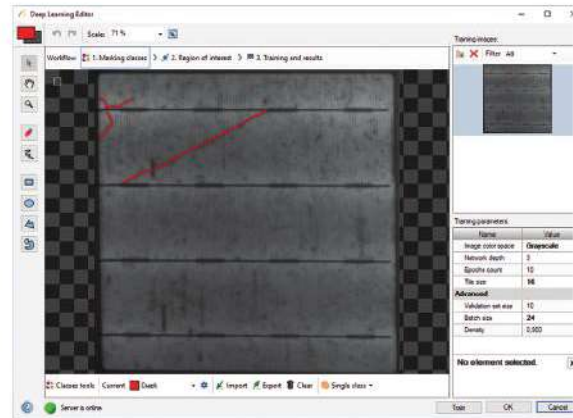 Deep Learning Editor
Scale: 71 %
Workflow: 1. Marking classes 2. Region of interest 3. Training and results
Training images:
Filter All
Training parameters:
Name Value
Image color space Grayscale
Network depth 3
Epochs count 10
Tile size 16
Advanced
Validation set size 10
Batch size 24
Density 0,500
No element selected.
Classes tools Current Crack Import Export Clear Single class
Server is online
OK Cancel